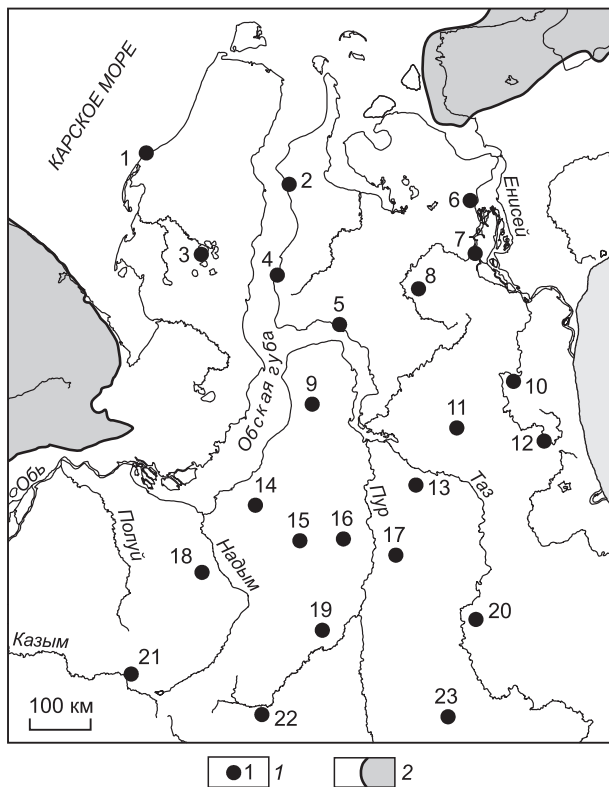 КАРСКОЕ МОРЕ
1
2
6
Енисей
3
7
4
8
5
Обская губа
9
10
11
12
Обь
14
13
Таз
Пур
Полуй
15
16
17
18
Надым
19
20
Казым
21
100 км
22
23
1 1
2